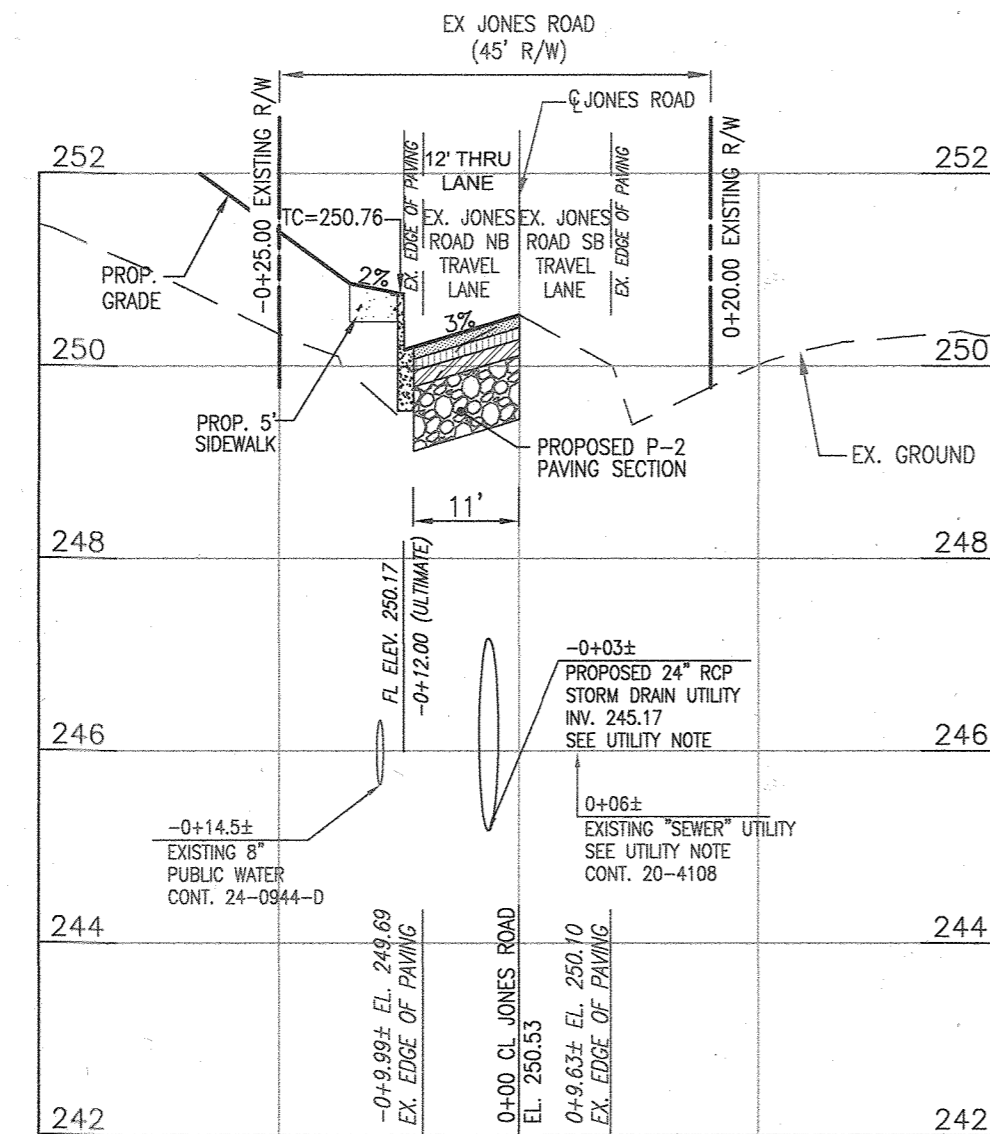 EX JONES ROAD
(45' R/W)
℄ JONES ROAD
-0+25.00 EXISTING R/W
0+20.00 EXISTING R/W
252
252
EX. EDGE OF PAVING
12' THRU
LANE
EX. EDGE OF PAVING
TC=250.76
EX. JONES
ROAD NB
TRAVEL
LANE
EX. JONES
ROAD SB
TRAVEL
LANE
PROP.
GRADE
2%
3%
250
250
PROP. 5'
SIDEWALK
PROPOSED P-2
PAVING SECTION
EX. GROUND
11'
248
248
FL ELEV. 250.17
-0+12.00 (ULTIMATE)
-0+03±
PROPOSED 24" RCP
STORM DRAIN UTILITY
INV. 245.17
SEE UTILITY NOTE
246
246
-0+14.5±
EXISTING 8"
PUBLIC WATER
CONT. 24-0944-D
0+06±
EXISTING "SEWER" UTILITY
SEE UTILITY NOTE
CONT. 20-4108
244
244
-0+9.99± EL. 249.69
EX. EDGE OF PAVING
0+00 CL JONES ROAD
EL. 250.53
0+9.63± EL. 250.10
EX. EDGE OF PAVING
242
242